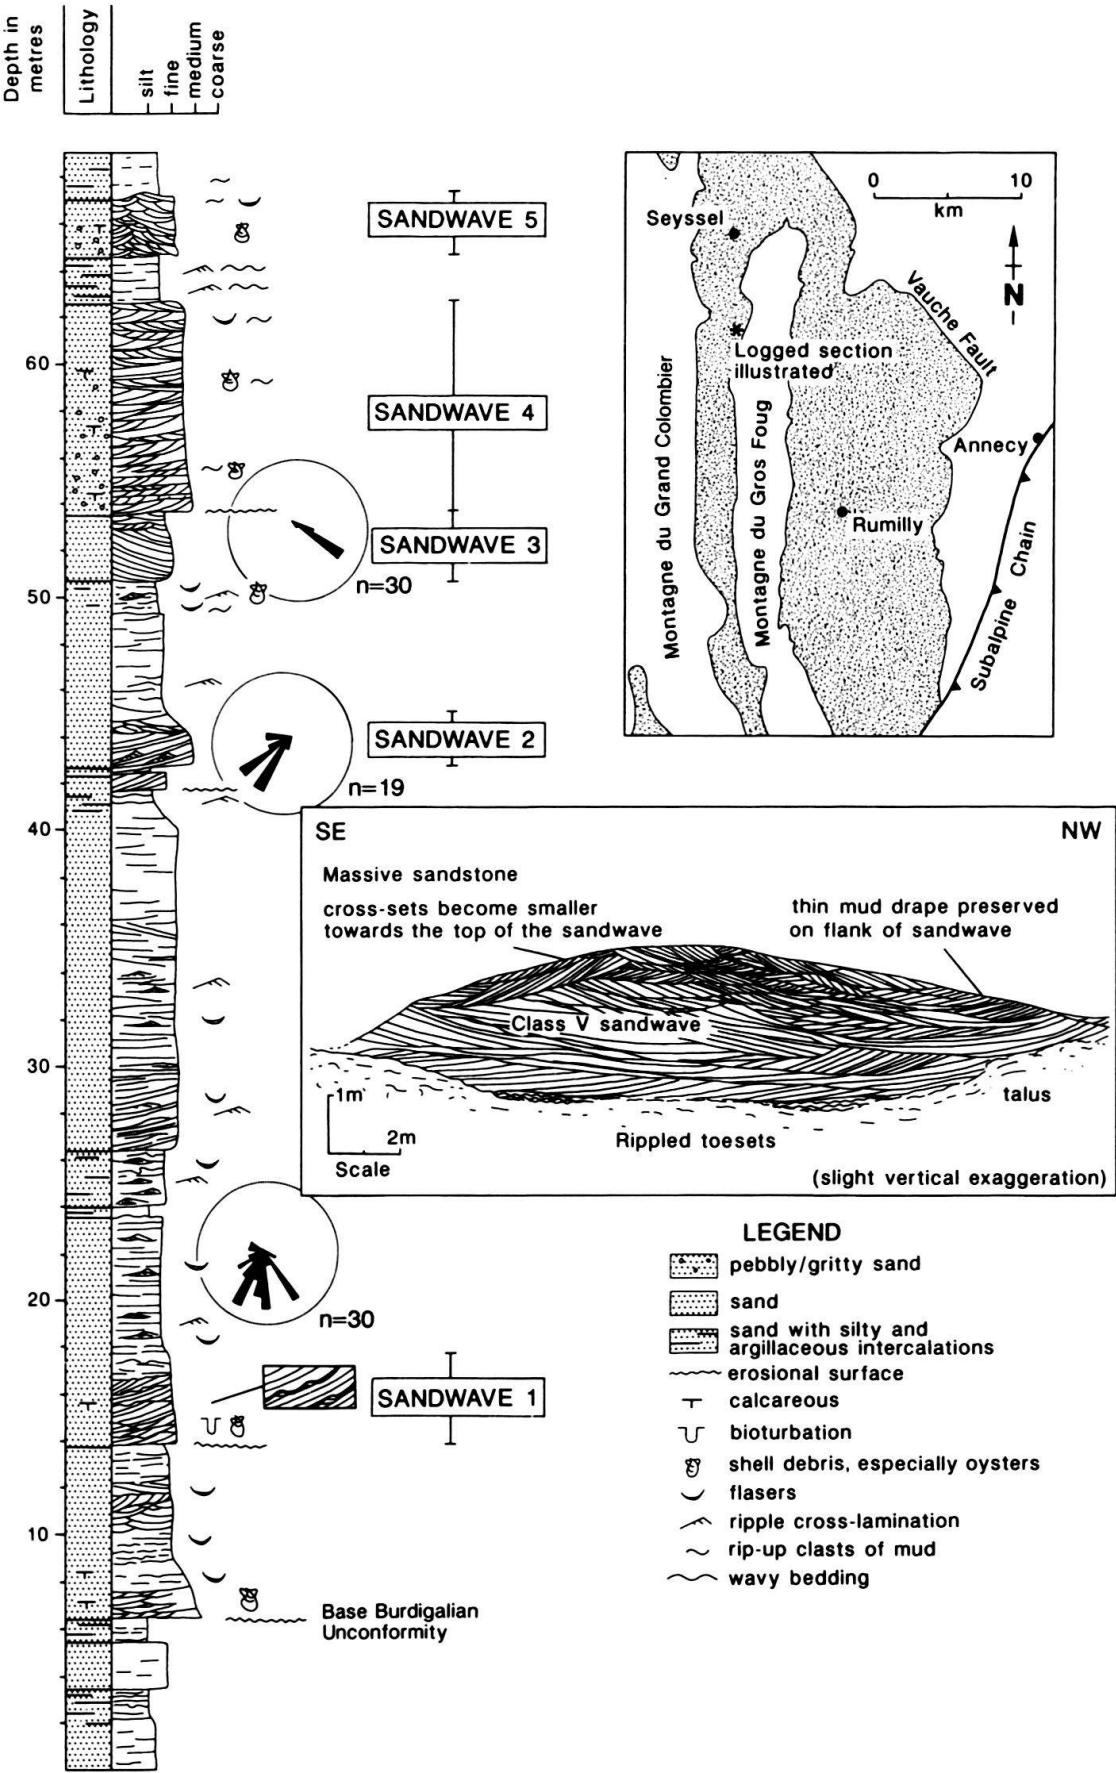 Depth in
metres
Lithology
silt
fine
medium
coarse
SANDWAVE 5
60
SANDWAVE 4
SANDWAVE 3
n=30
50
SANDWAVE 2
n=19
40
30
20
n=30
SANDWAVE 1
10
Base Burdigalian
Unconformity
0 10
km
Seyssel
N
Vauche Fault
Logged section
illustrated
Montagne du Grand Colombier
Montagne du Gros Foug
Annecy
Rumilly
Subalpine Chain
SE NW
Massive sandstone
cross-sets become smaller
towards the top of the sandwave
thin mud drape preserved
on flank of sandwave
Class V sandwave
1m
2m
Scale
talus
Rippled toesets
(slight vertical exaggeration)
LEGEND
pebbly/gritty sand
sand
sand with silty and
argillaceous intercalations
erosional surface
calcareous
bioturbation
shell debris, especially oysters
flasers
ripple cross-lamination
rip-up clasts of mud
wavy bedding